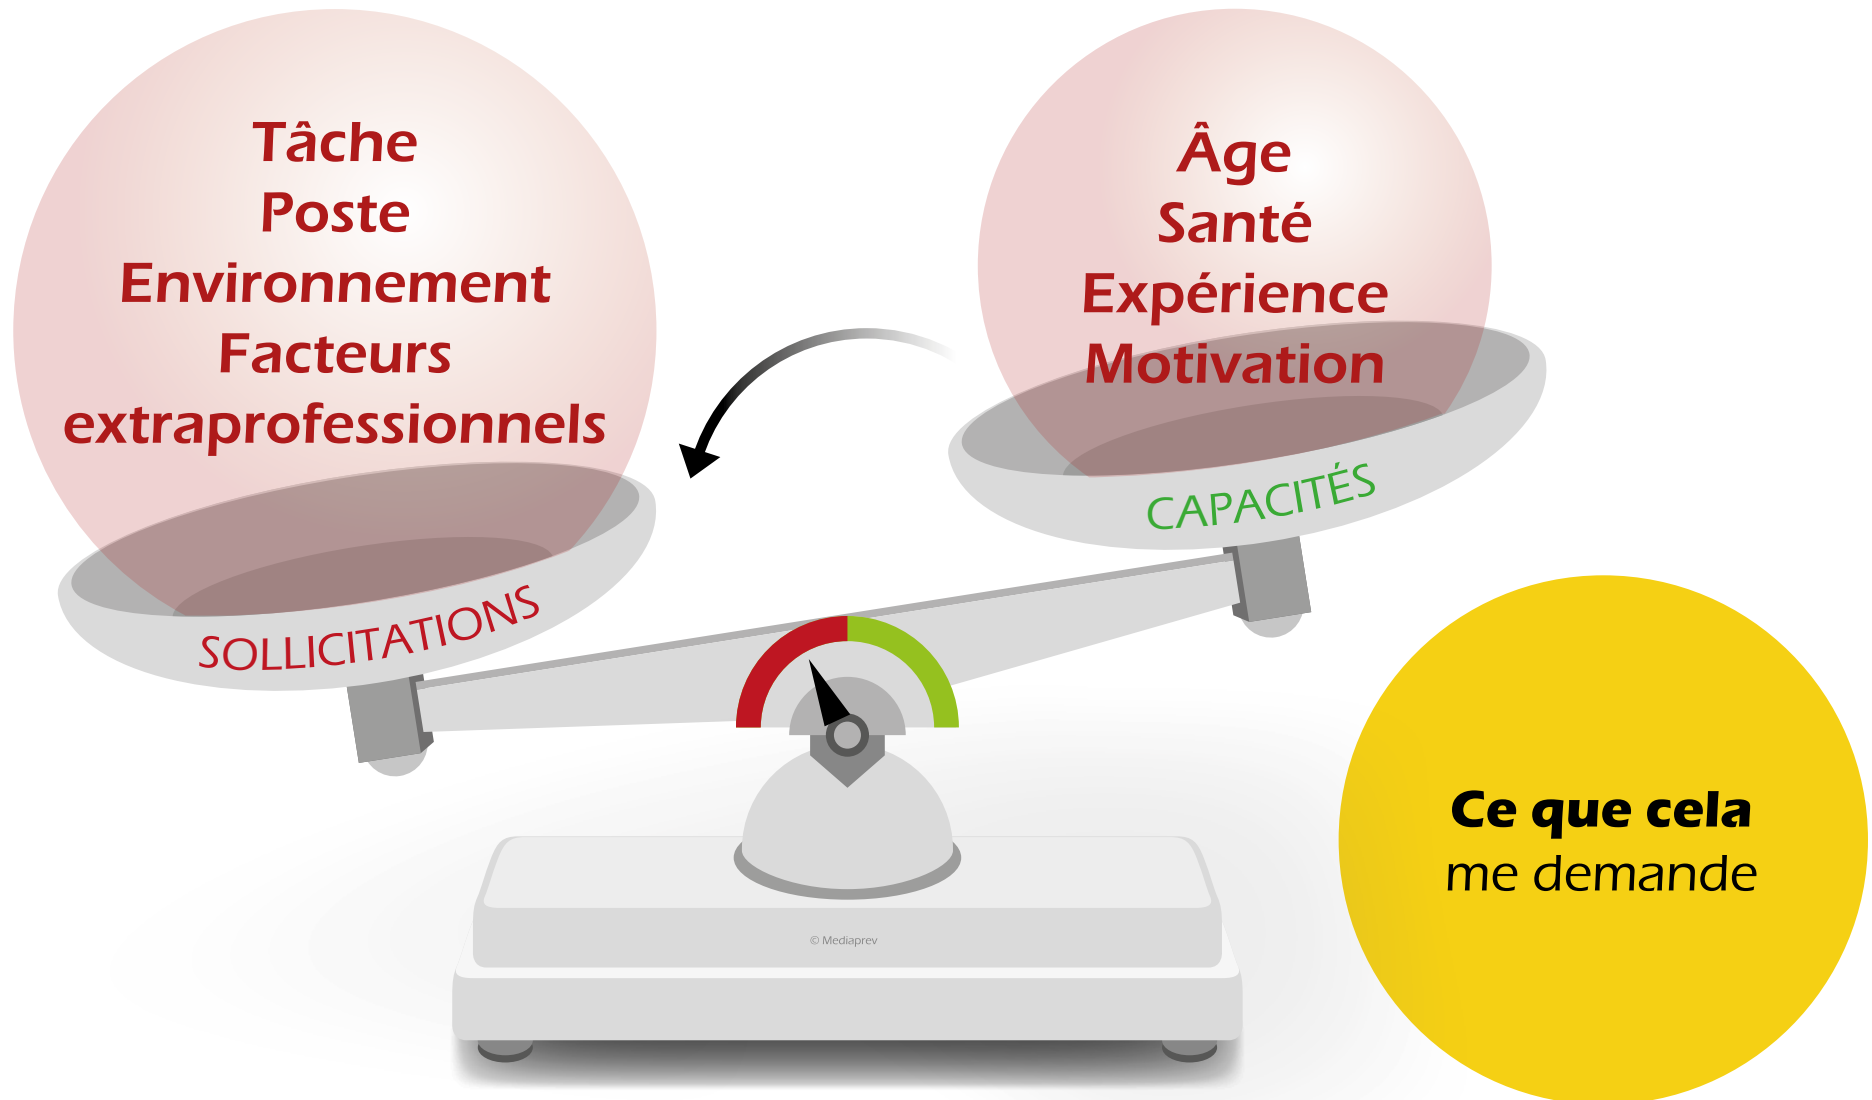 Tâche
Poste
Environnement
Facteurs
extraprofessionnels
SOLLICITATIONS
Âge
Santé
Expérience
Motivation
CAPACITÉS
Ce que cela
me demande
© Mediaprev